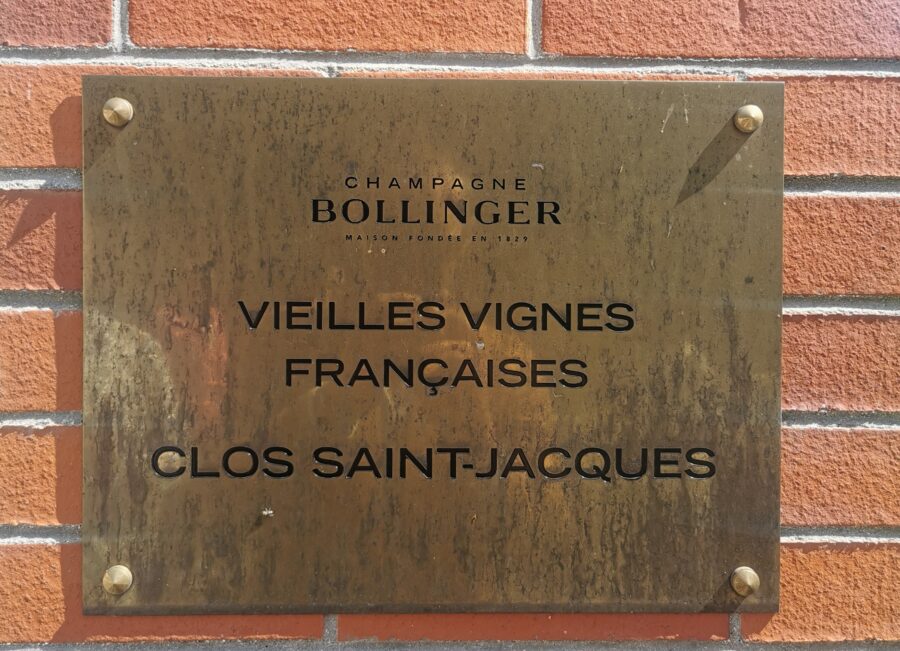 CHAMPAGNE
BOLLINGER
MAISON FONDÉE EN 1829
VIEILLES VIGNES
FRANÇAISES
CLOS SAINT-JACQUES